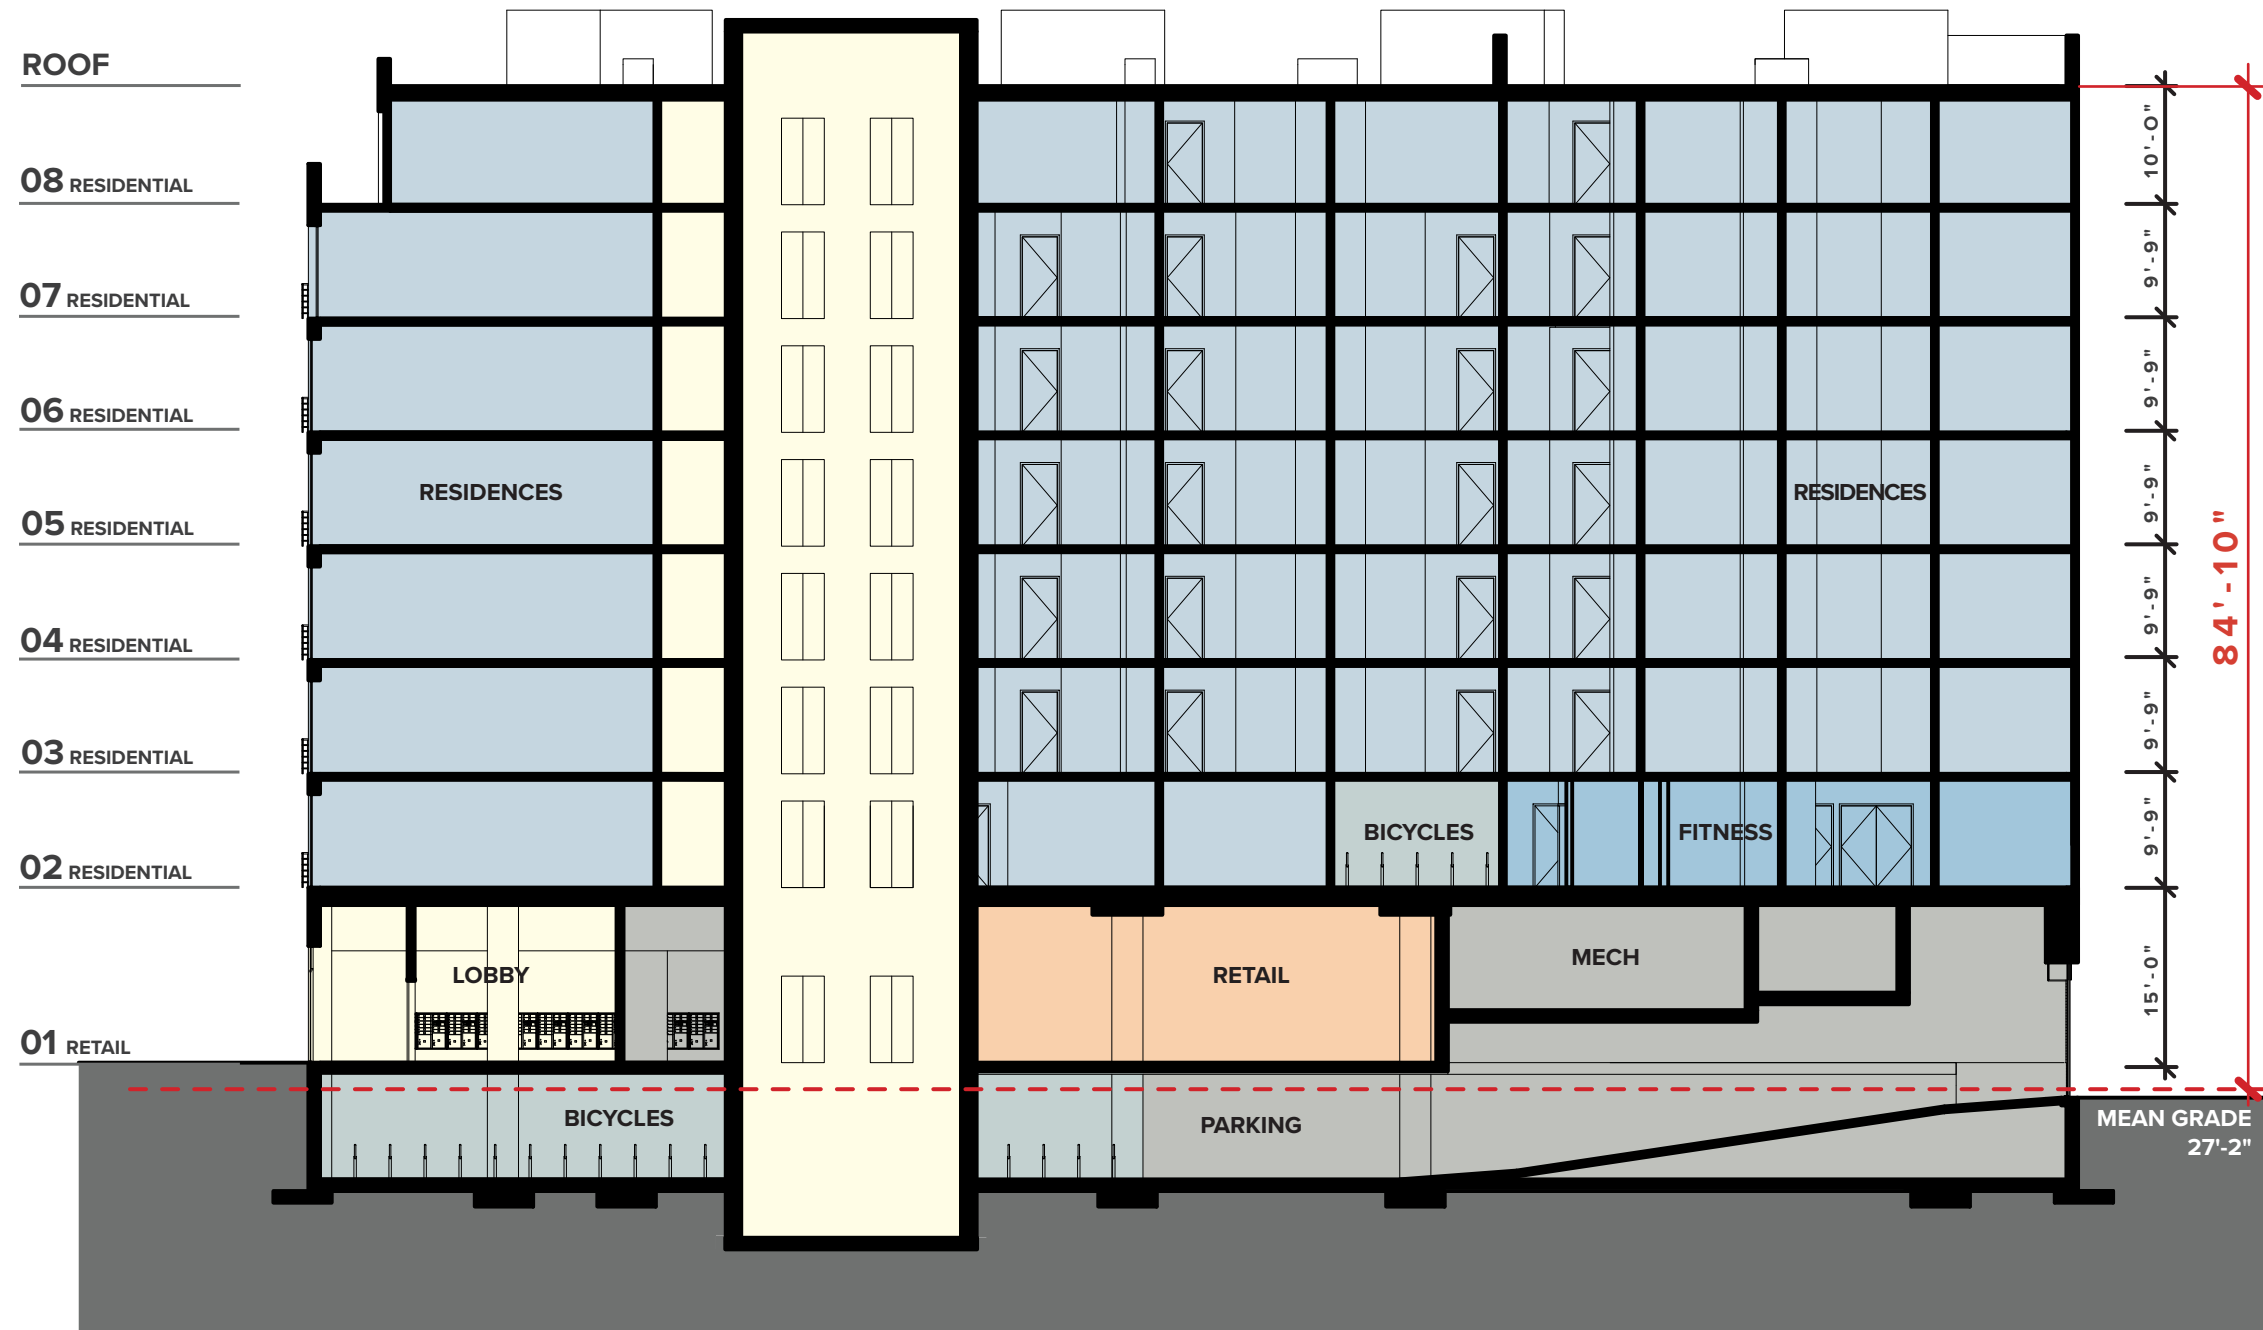 ROOF
08 RESIDENTIAL
07 RESIDENTIAL
06 RESIDENTIAL
05 RESIDENTIAL
04 RESIDENTIAL
03 RESIDENTIAL
02 RESIDENTIAL
01 RETAIL
RESIDENCES
RESIDENCES
BICYCLES
FITNESS
LOBBY
RETAIL
MECH
BICYCLES
PARKING
10'-0"
9'-9"
9'-9"
9'-9"
9'-9"
9'-9"
9'-9"
15'-0"
84'-10"
MEAN GRADE
27'-2"